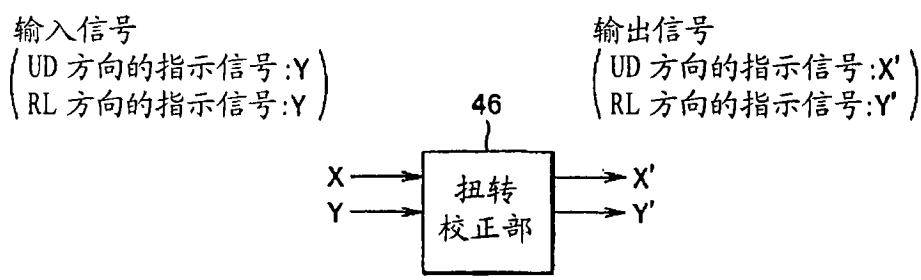 输入信号
(UD 方向的指示信号:Y
RL 方向的指示信号:Y)
输出信号
(UD 方向的指示信号:X'
RL 方向的指示信号:Y')
46
X
Y
扭转
校正部
X'
Y'